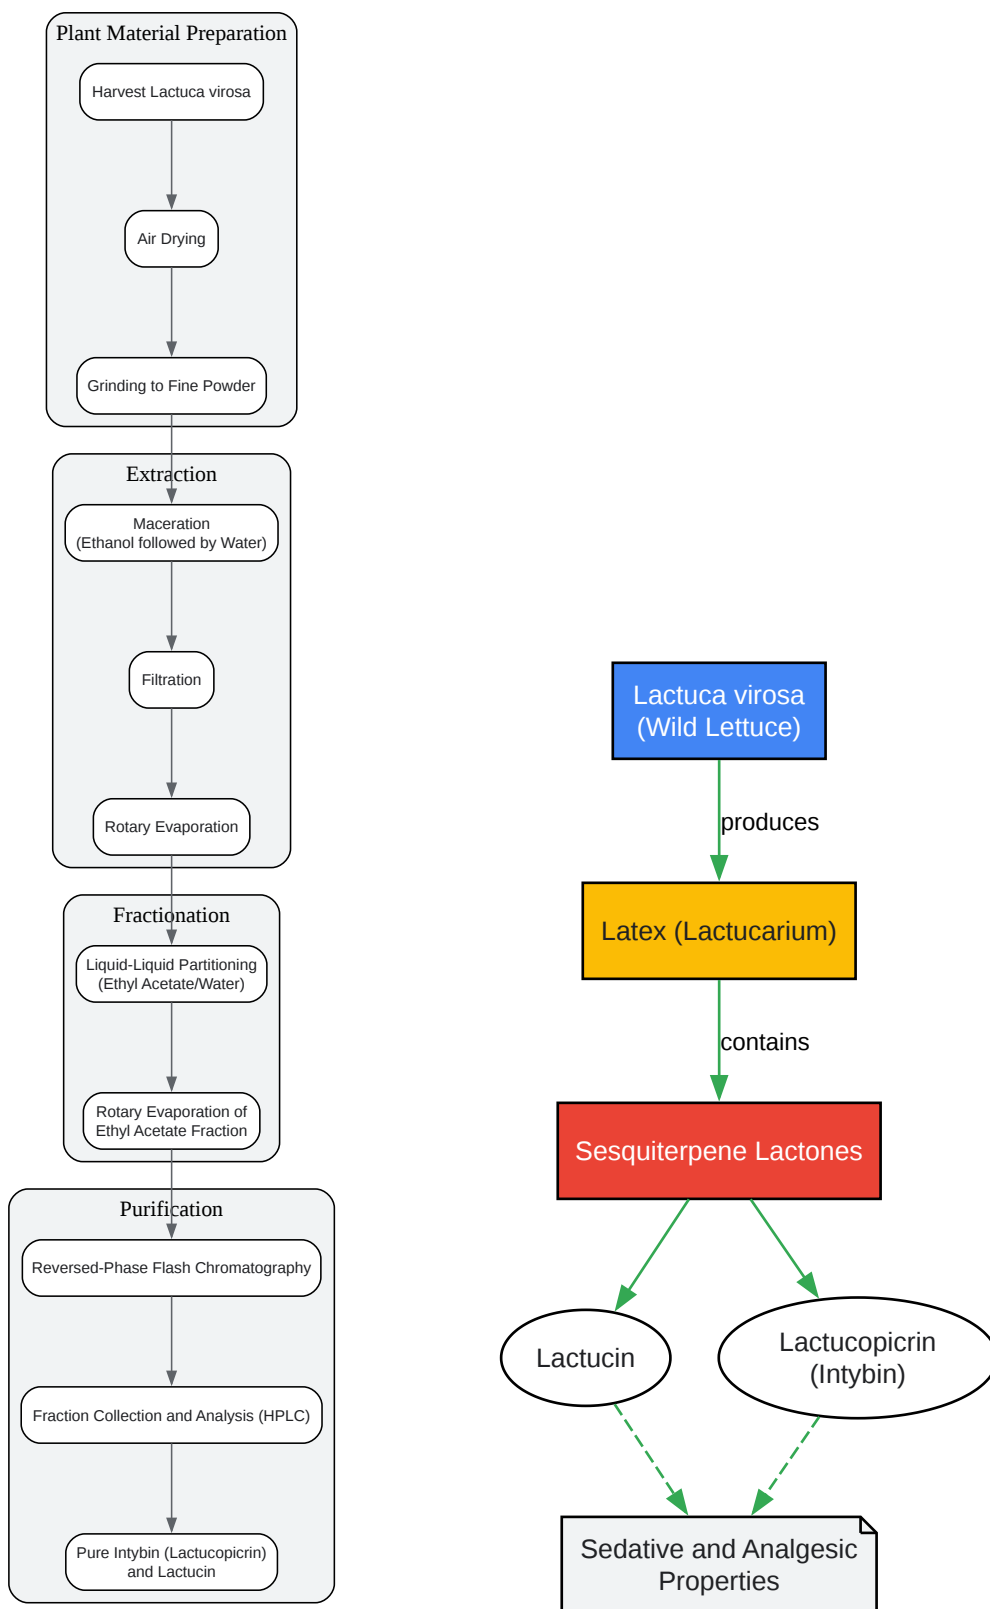 Plant Material Preparation
Harvest Lactuca virosa
Air Drying
Grinding to Fine Powder
Extraction
Maceration
(Ethanol followed by Water)
Filtration
Rotary Evaporation
Fractionation
Liquid-Liquid Partitioning
(Ethyl Acetate/Water)
Rotary Evaporation of
Ethyl Acetate Fraction
Purification
Reversed-Phase Flash Chromatography
Fraction Collection and Analysis (HPLC)
Pure Intybin (Lactucopicrin)
and Lactucin
Lactuca virosa
(Wild Lettuce)
produces
Latex (Lactucarium)
contains
Sesquiterpene Lactones
Lactucin
Lactucopicrin
(Intybin)
Sedative and Analgesic
Properties